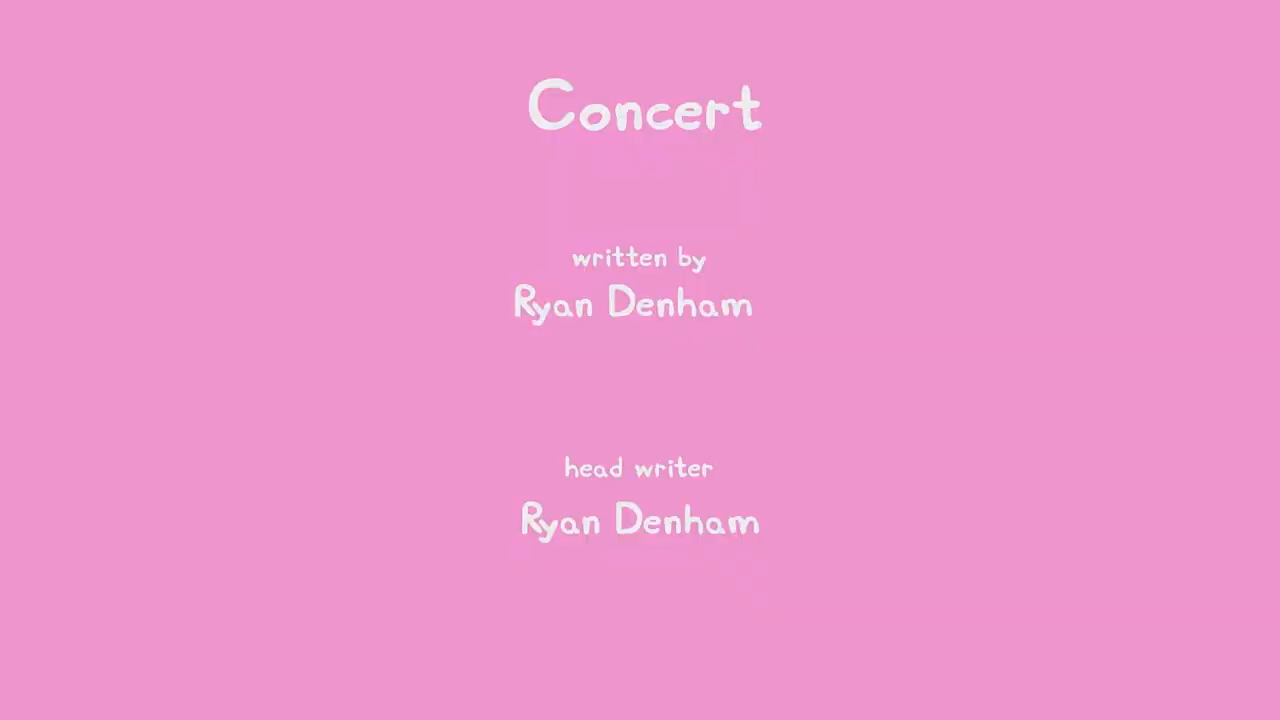 Concert
written by
Ryan Denham
head writer
Ryan Denham